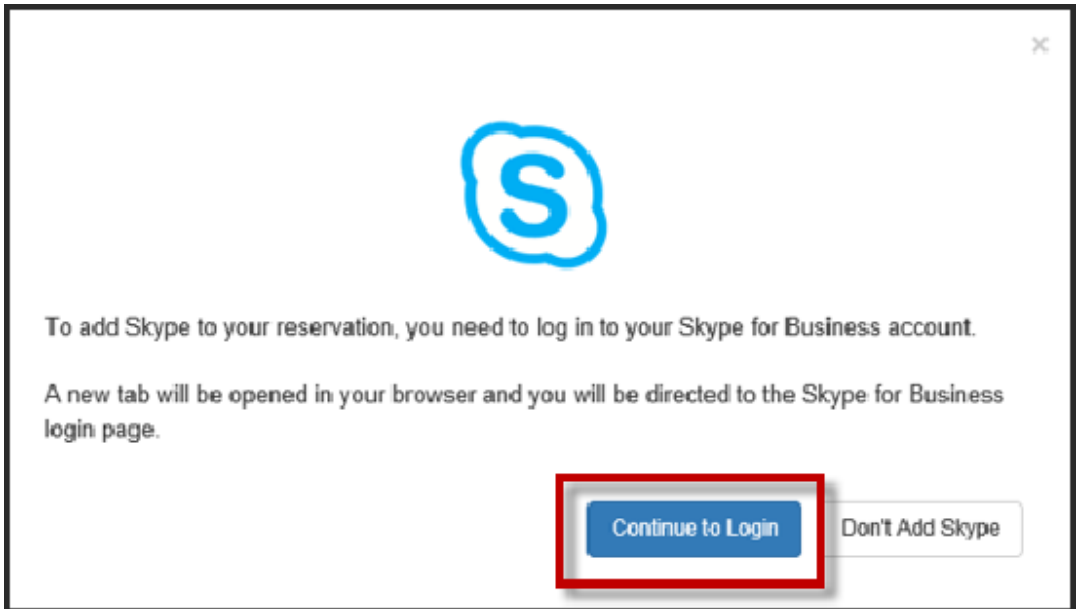 ×
S
To add Skype to your reservation, you need to log in to your Skype for Business account.
A new tab will be opened in your browser and you will be directed to the Skype for Business
login page.
Continue to Login
Don't Add Skype